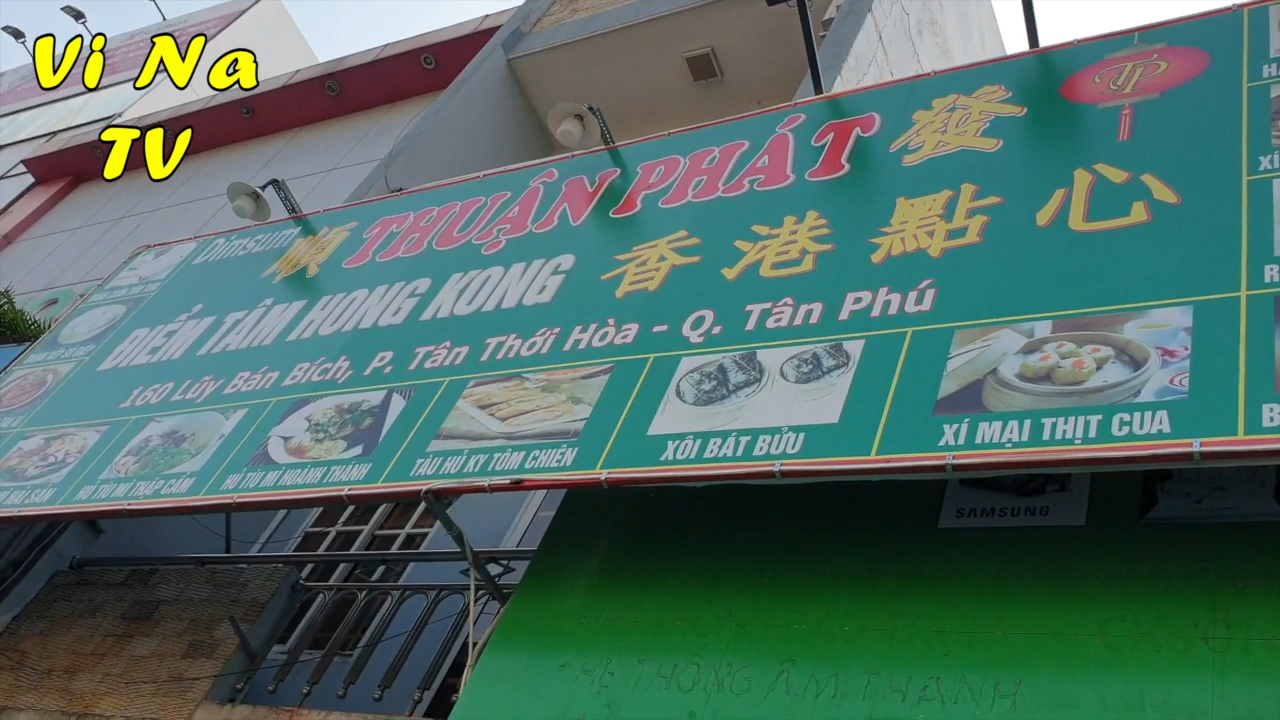 Vi Na
TV
Dimsum
順 THUẬN PHÁT 發
TP
ĐIỂM TÂM HONG KONG 香港點心
160 Lũy Bán Bích, P. Tân Thới Hòa - Q. Tân Phú
HỦ TÍU MÌ THẬP CẨM
HỦ TÍU MÌ HOÀNH THÁNH
TÀU HỦ KY TÔM CHIÊN
XÔI BÁT BỬU
XÍ MẠI THỊT CUA
SAMSUNG
HỆ THỐNG ÂM THANH